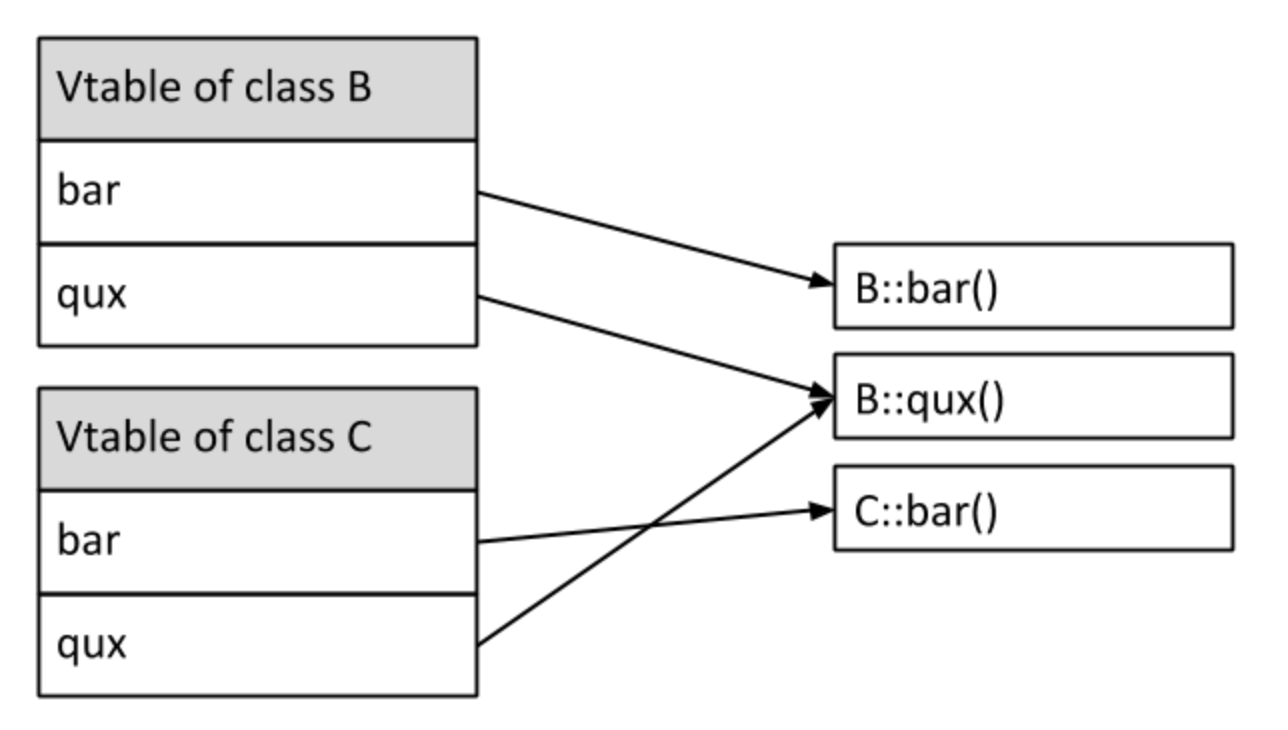 Vtable of class B
bar
qux
Vtable of class C
bar
qux
B::bar()
B::qux()
C::bar()